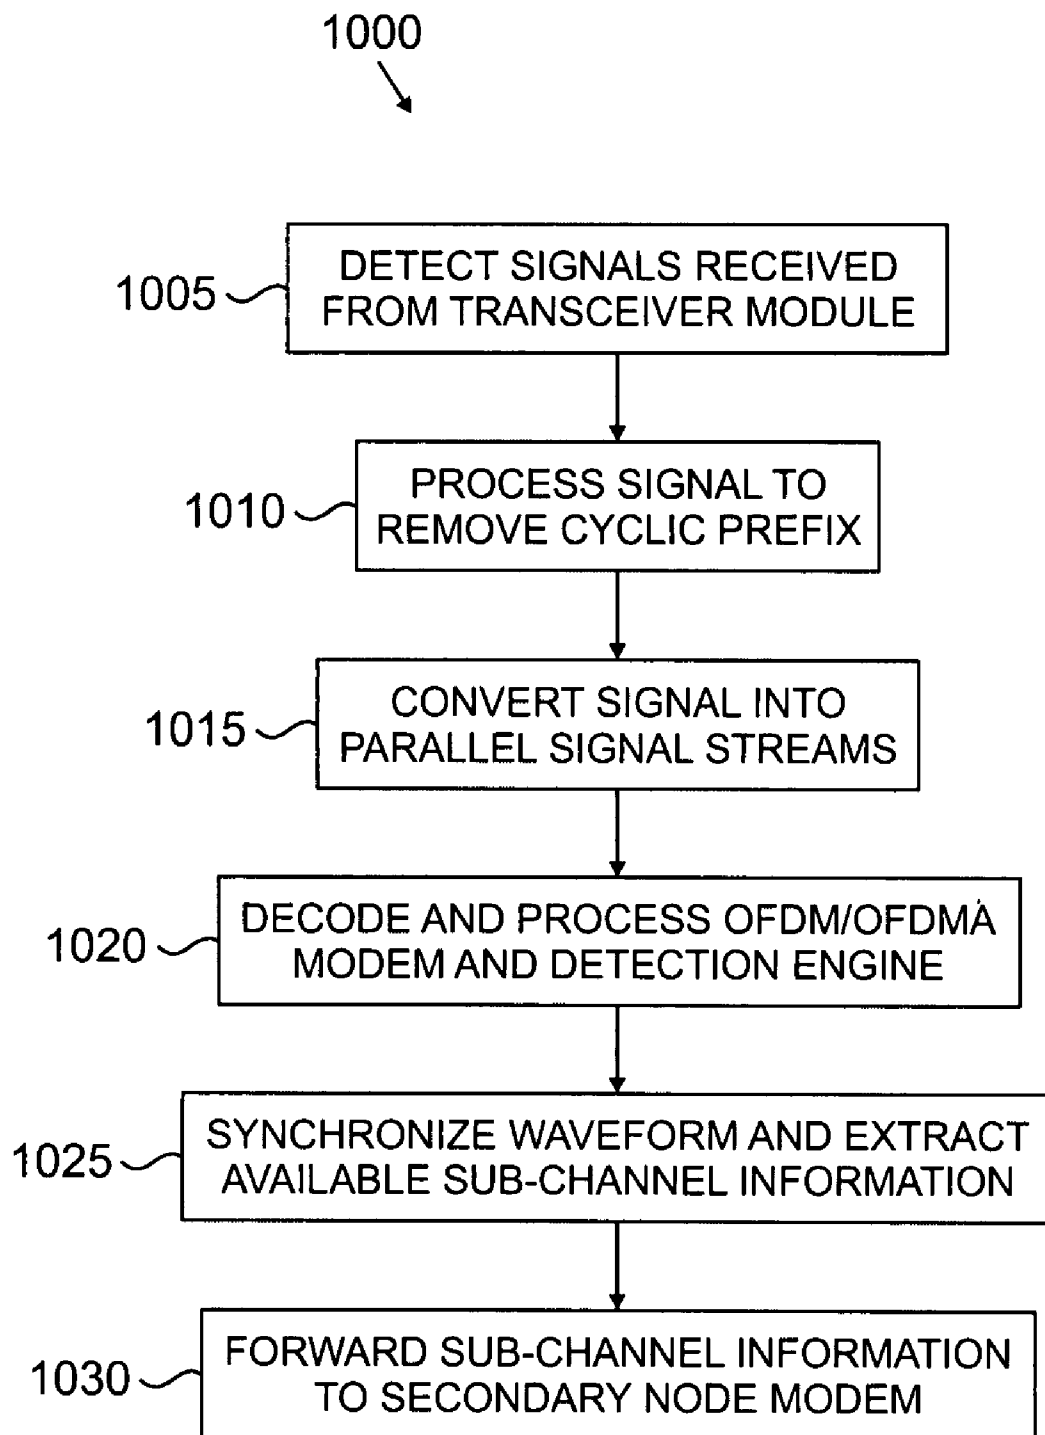 1000
1005
DETECT SIGNALS RECEIVED
FROM TRANSCEIVER MODULE
1010
PROCESS SIGNAL TO
REMOVE CYCLIC PREFIX
1015
CONVERT SIGNAL INTO
PARALLEL SIGNAL STREAMS
1020
DECODE AND PROCESS OFDM/OFDMA
MODEM AND DETECTION ENGINE
1025
SYNCHRONIZE WAVEFORM AND EXTRACT
AVAILABLE SUB-CHANNEL INFORMATION
1030
FORWARD SUB-CHANNEL INFORMATION
TO SECONDARY NODE MODEM